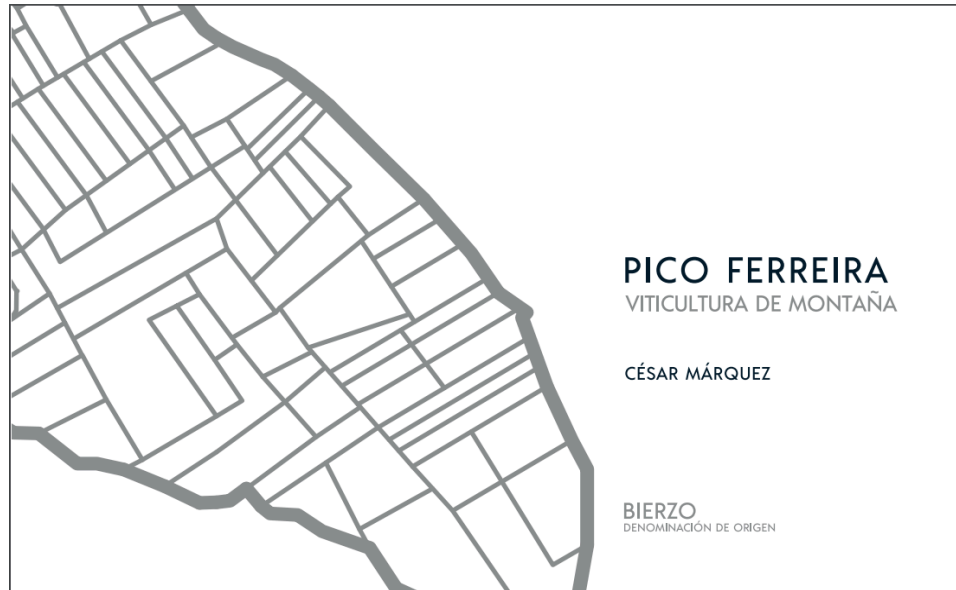 PICO FERREIRA
VITICULTURA DE MONTAÑA
CÉSAR MÁRQUEZ
BIERZO
DENOMINACIÓN DE ORIGEN